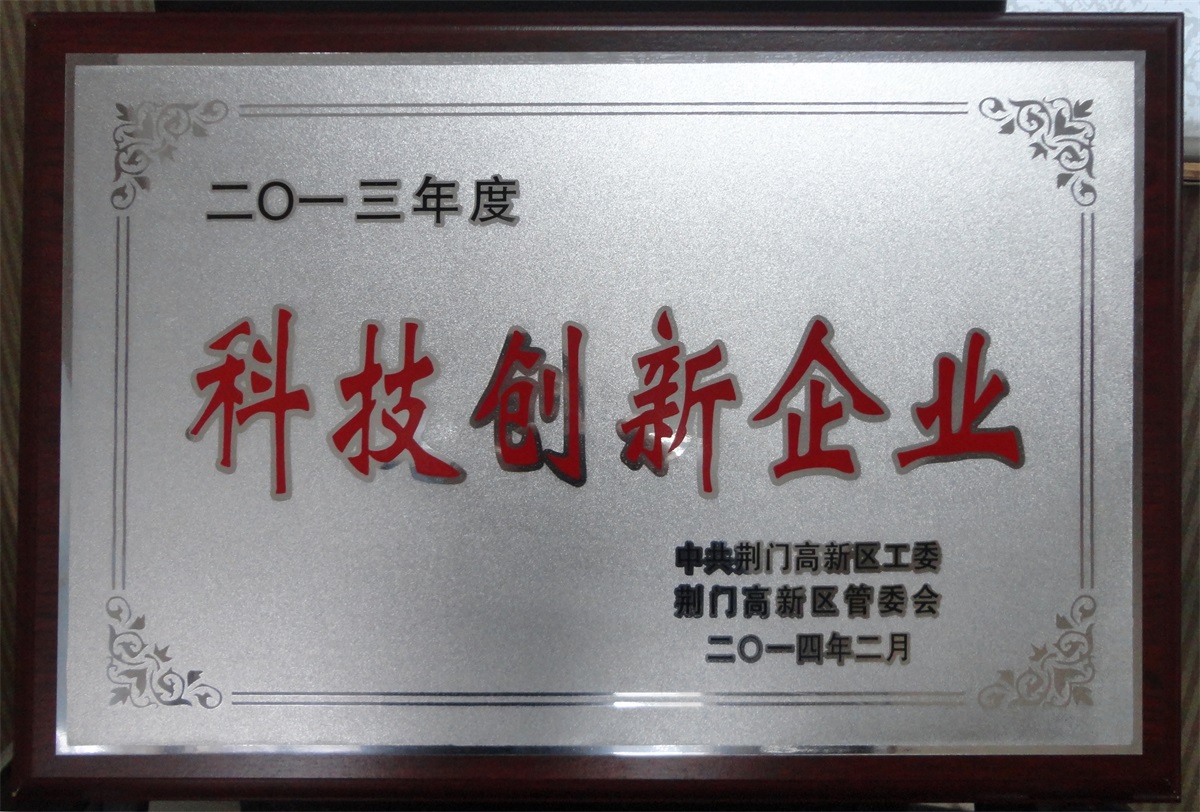 二〇一三年度
科技创新企业
中共荆门高新区工委
荆门高新区管委会
二〇一四年二月